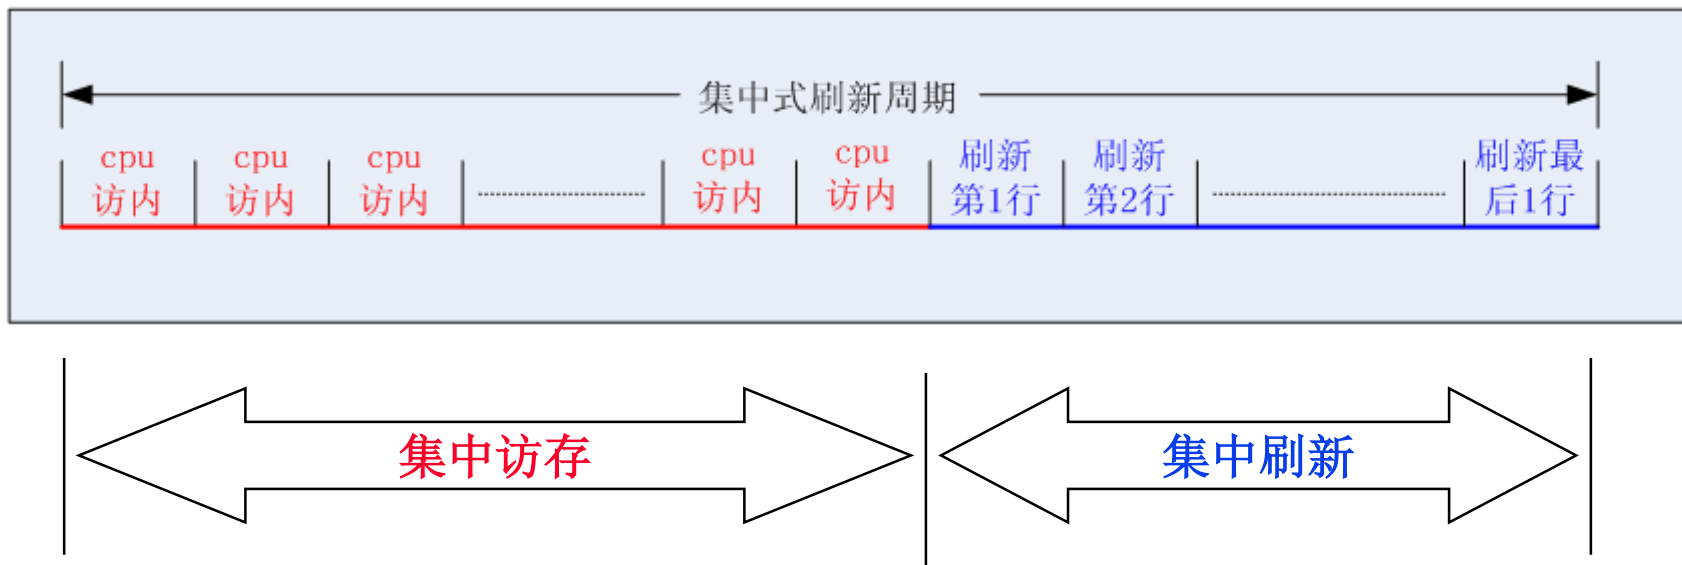 集中式刷新周期
cpu
访内
cpu
访内
cpu
访内
cpu
访内
cpu
访内
刷新
第1行
刷新
第2行
刷新最
后1行
集中访存
集中刷新